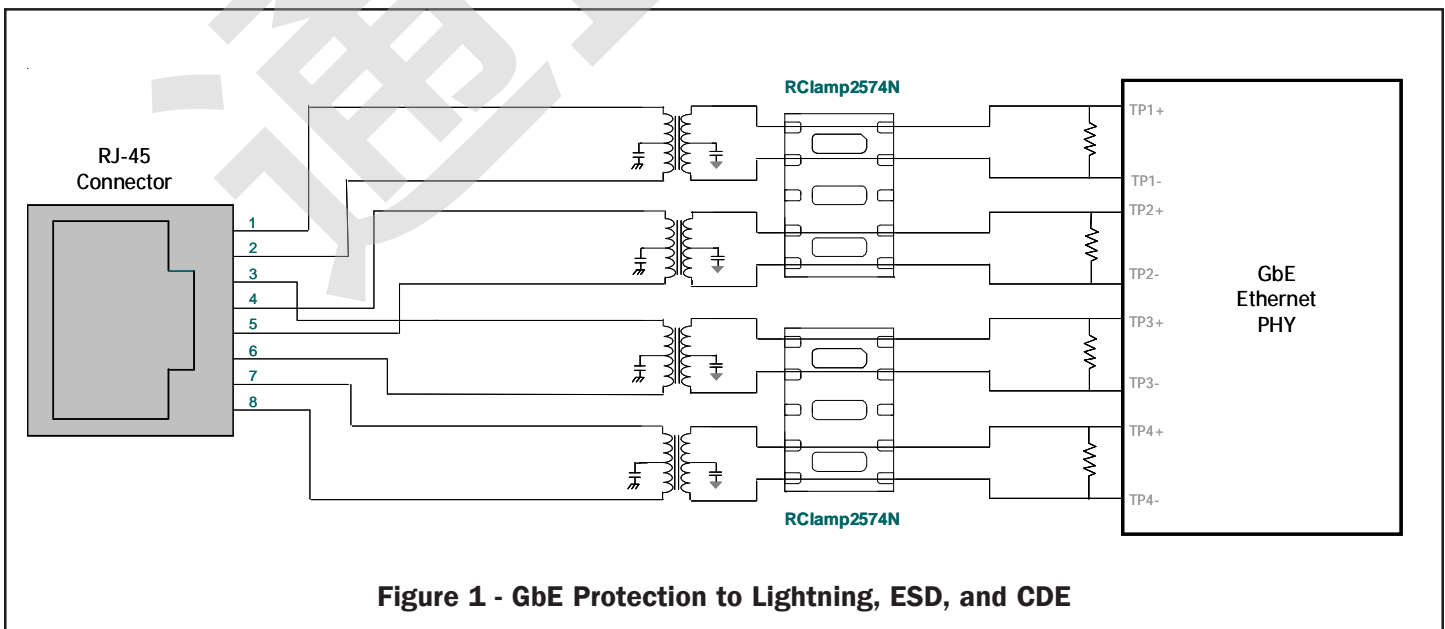 RClamp2574N
RJ-45
Connector
1
2
3
4
5
6
7
8
TP1+
TP1-
TP2+
TP2-
TP3+
TP3-
TP4+
TP4-
GbE
Ethernet
PHY
RClamp2574N
Figure 1 - GbE Protection to Lightning, ESD, and CDE
通